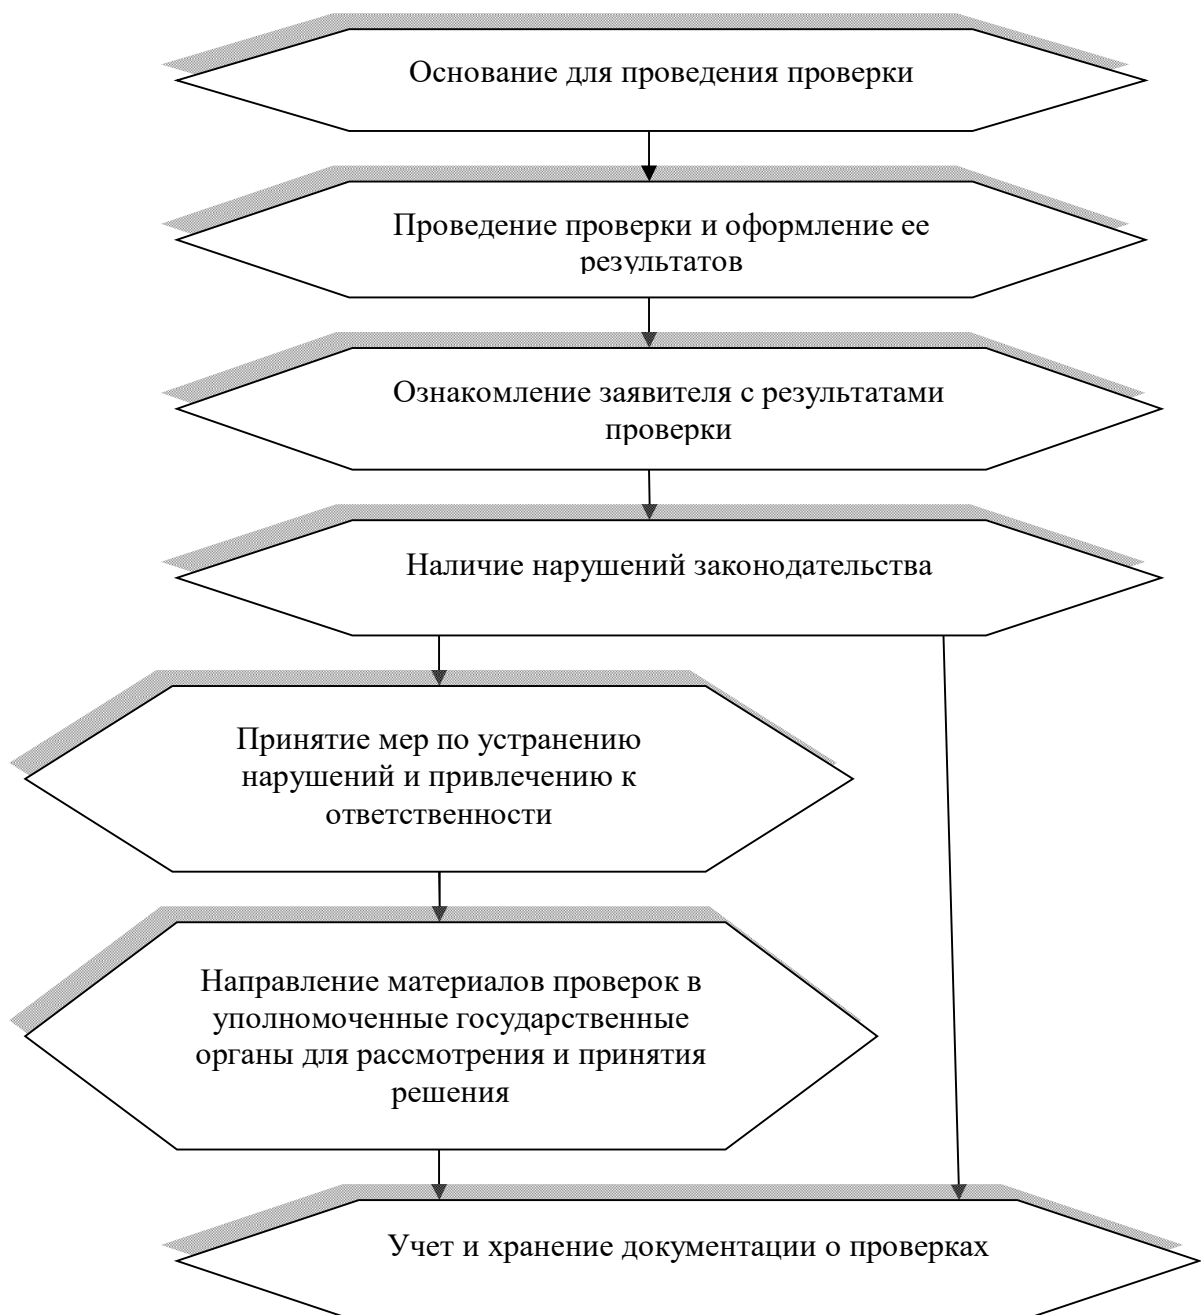 Основание для проведения проверки
Проведение проверки и оформление ее
результатов
Ознакомление заявителя с результатами
проверки
Наличие нарушений законодательства
Принятие мер по устранению
нарушений и привлечению к
ответственности
Направление материалов проверок в
уполномоченные государственные
органы для рассмотрения и принятия
решения
Учет и хранение документации о проверках